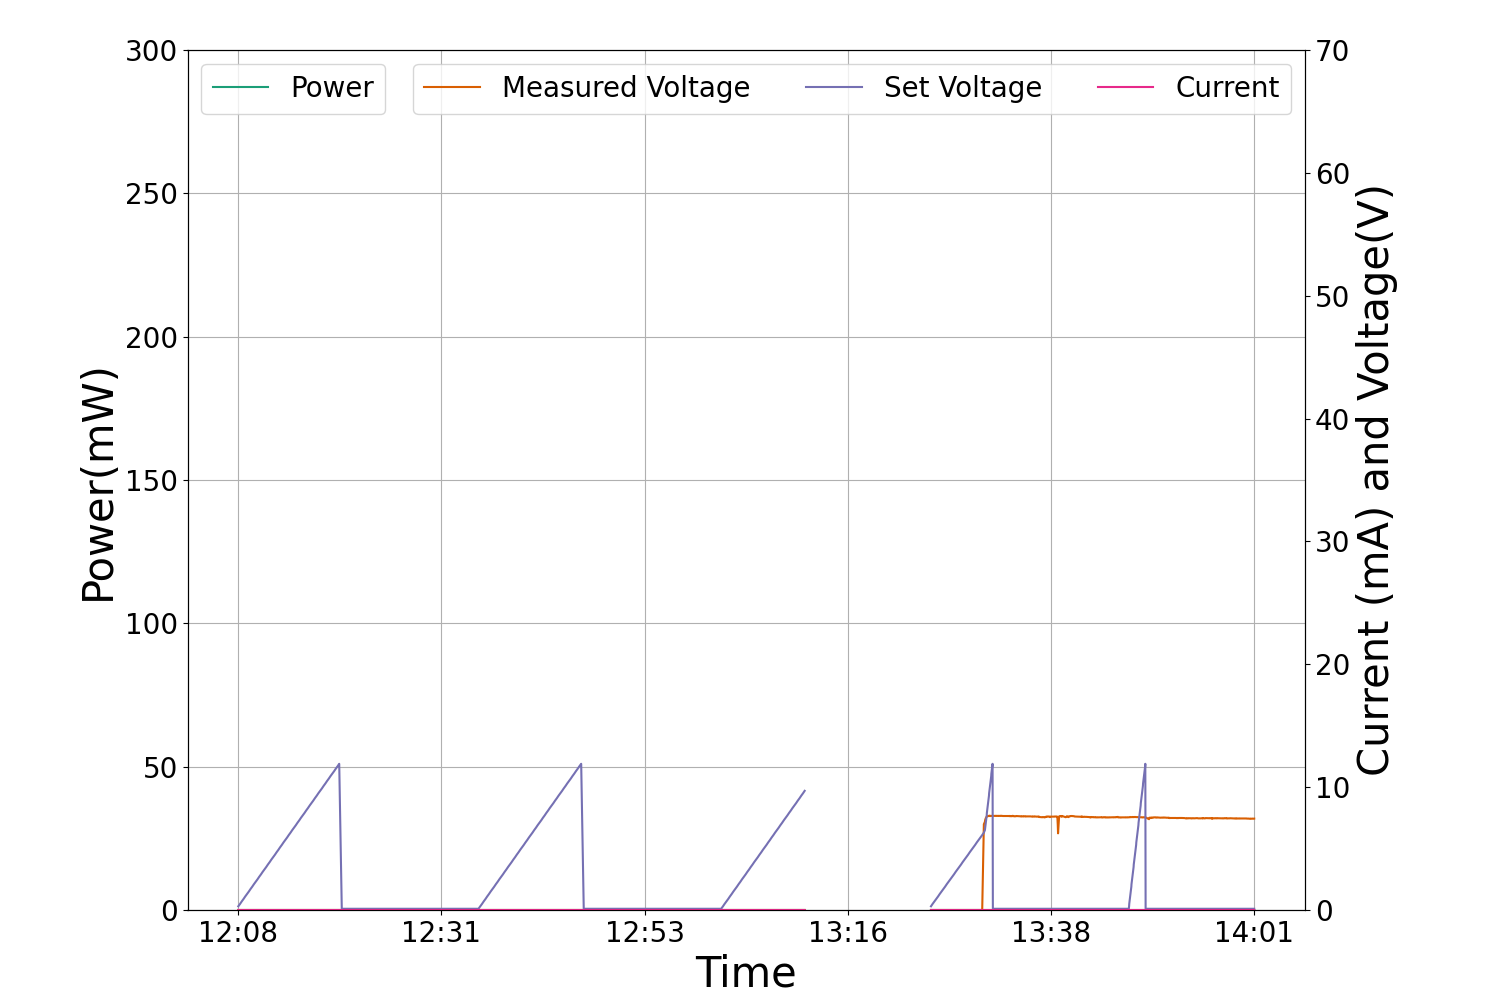 Power
Measured Voltage
Set Voltage
Current
300
250
200
150
100
50
0
Power(mW)
70
60
50
40
30
20
10
0
Current (mA) and Voltage(V)
12:08 12:31 12:53 13:16 13:38 14:01
Time